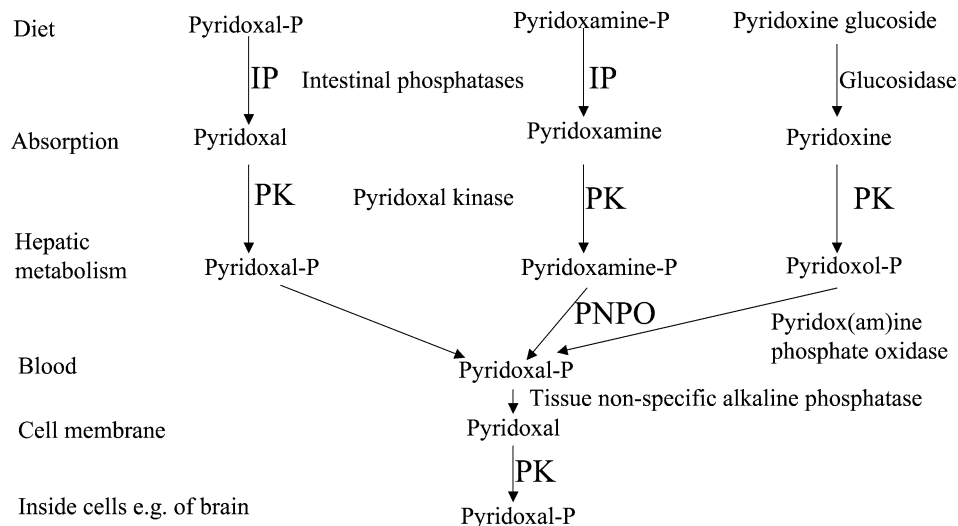 Diet
Pyridoxal-P
Pyridoxamine-P
Pyridoxine glucoside
IP
Intestinal phosphatases
IP
Glucosidase
Absorption
Pyridoxal
Pyridoxamine
Pyridoxine
PK
Pyridoxal kinase
PK
PK
Hepatic
metabolism
Pyridoxal-P
Pyridoxamine-P
Pyridoxol-P
PNPO
Pyridox(am)ine
phosphate oxidase
Blood
Pyridoxal-P
Tissue non-specific alkaline phosphatase
Cell membrane
Pyridoxal
PK
Inside cells e.g. of brain
Pyridoxal-P